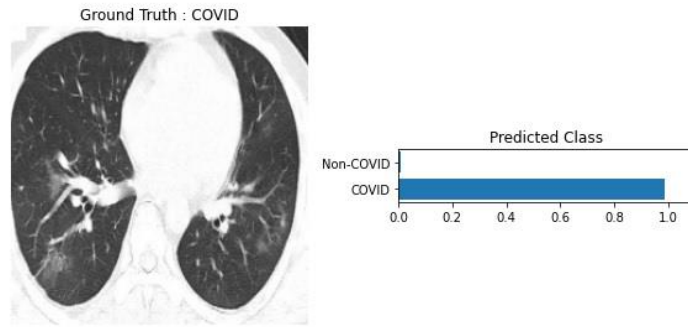 Ground Truth : COVID
Predicted Class
Non-COVID
COVID
0.0 0.2 0.4 0.6 0.8 1.0